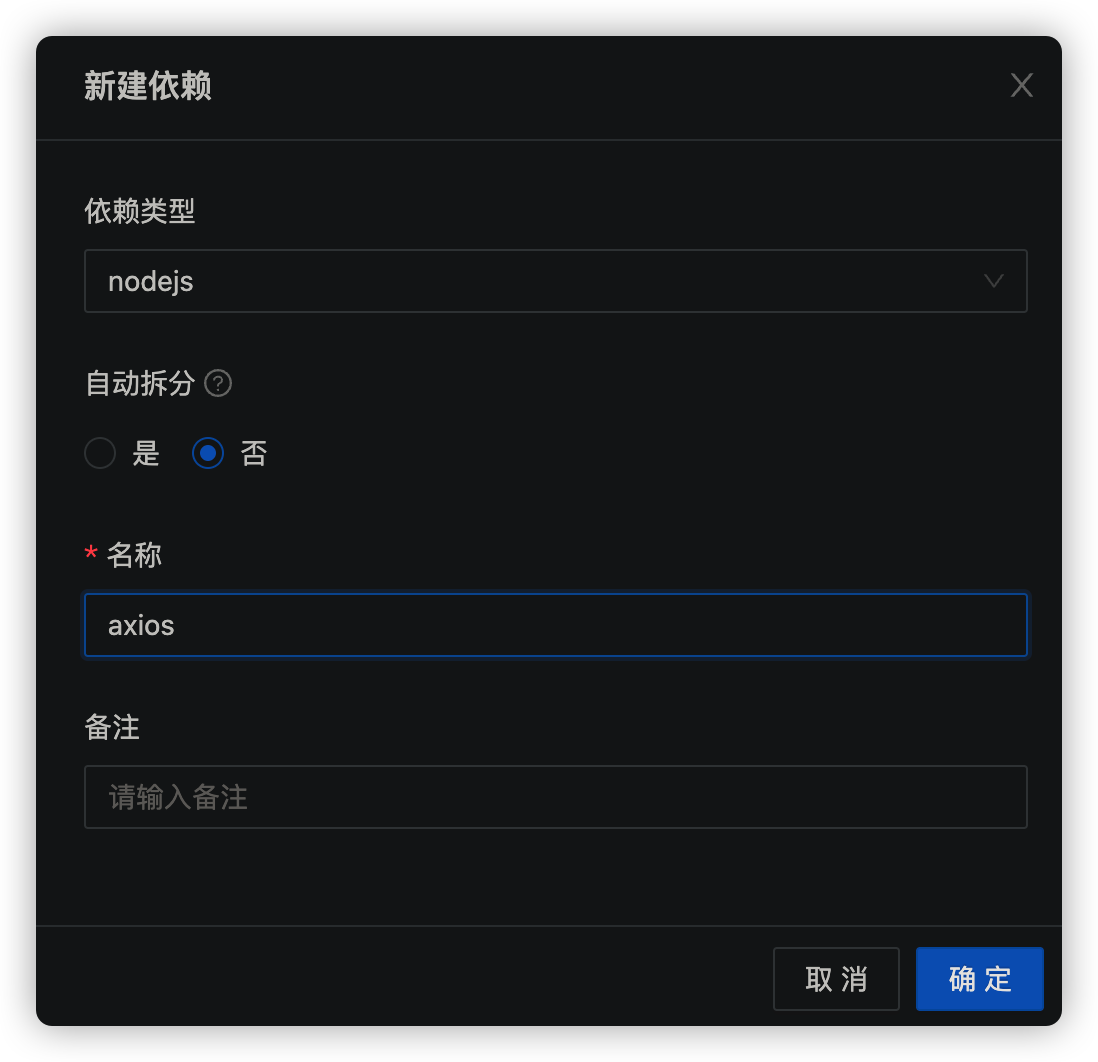 新建依赖
依赖类型
nodejs
自动拆分 ?
是 否
* 名称
axios
备注
请输入备注
取 消 确 定